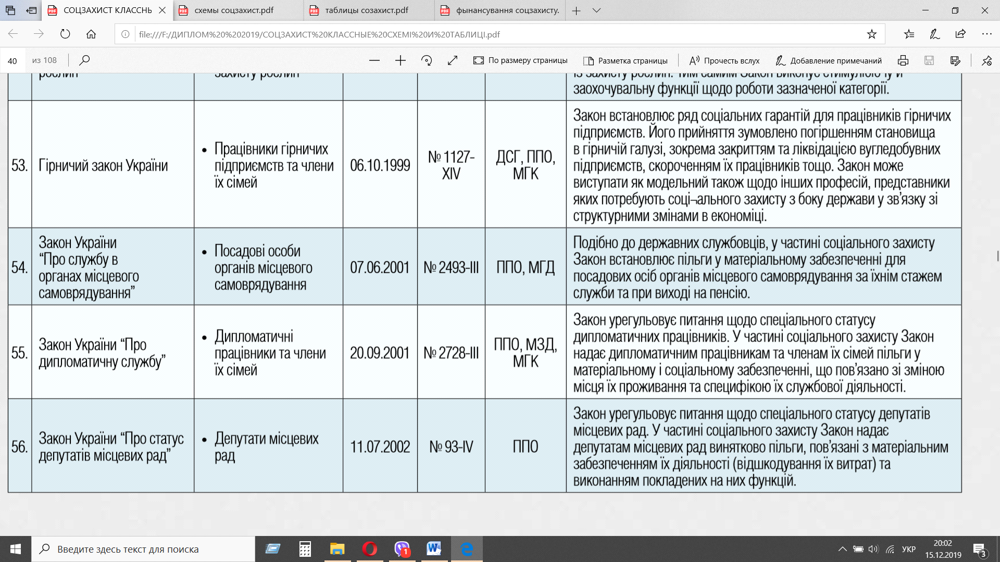 СОЦЗАХИСТ КЛАССНЬ
схемы соцзахист.pdf
таблицы созахист.pdf
фынансування соцзахисту.
file:///F:/ДИПЛОМ%20%202019/СОЦЗАХИСТ%20КЛАССНЫЕ%20СХЕМІ%20И%20ТАБЛИЦІ.pdf
40 из 108
По размеру страницы
Разметка страницы
Прочесть вслух
Добавление примечаний
рослин
захисту рослин
із захисту рослин. Тим самим Закон виконує стимулюючу й
заохочувальну функції щодо роботи зазначеної категорії.
53.
Гірничий закон України
• Працівники гірничих
підприємств та члени
їх сімей
06.10.1999
№ 1127-
XIV
ДСГ, ППО,
МГК
Закон встановлює ряд соціальних гарантій для працівників гірничих
підприємств. Його прийняття зумовлено погіршенням становища
в гірничій галузі, зокрема закриттям та ліквідацією вугледобувних
підприємств, скороченням їх працівників тощо. Закон може
виступати як модельний також щодо інших професій, представники
яких потребують соці¬ального захисту з боку держави у зв’язку зі
структурними змінами в економіці.
54.
Закон України
“Про службу в
органах місцевого
самоврядування”
• Посадові особи
органів місцевого
самоврядування
07.06.2001
№ 2493-III
ППО, МГД
Подібно до державних службовців, у частині соціального захисту
Закон встановлює пільги у матеріальному забезпеченні для
посадових осіб органів місцевого самоврядування за їхнім стажем
служби та при виході на пенсію.
55.
Закон України “Про
дипломатичну службу”
• Дипломатичні
працівники та члени
їх сімей
20.09.2001
№ 2728-III
ППО, МЗД,
МГК
Закон урегульовує питання щодо спеціального статусу
дипломатичних працівників. У частині соціального захисту Закон
надає дипломатичним працівникам та членам їх сімей пільги у
матеріальному і соціальному забезпеченні, що пов’язано зі зміною
місця їх проживання та специфікою їх службової діяльності.
56.
Закон України “Про статус
депутатів місцевих рад”
• Депутати місцевих
рад
11.07.2002
№ 93-IV
ППО
Закон урегульовує питання щодо спеціального статусу депутатів
місцевих рад. У частині соціального захисту Закон надає
депутатам місцевих рад винятково пільги, пов’язані з матеріальним
забезпеченням їх діяльності (відшкодування їх витрат) та
виконанням покладених на них функцій.
Введите здесь текст для поиска
1
УКР
20:02
15.12.2019
3